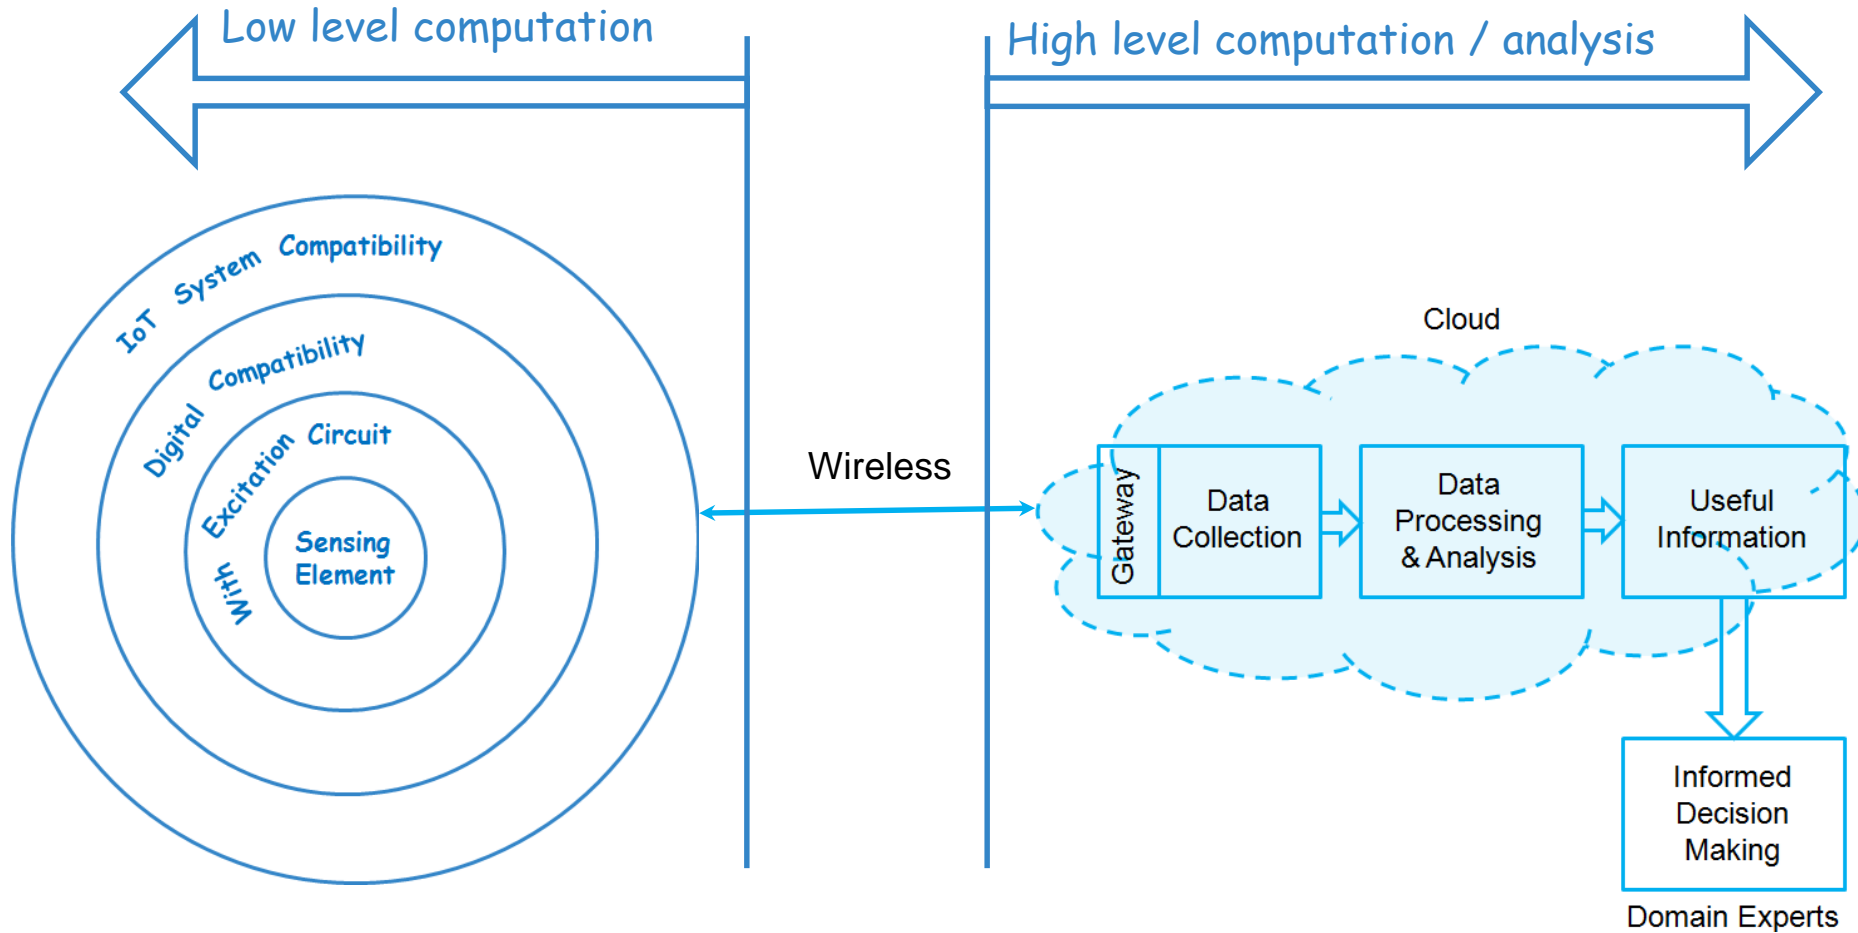 Low level computation
High level computation / analysis
IoT System Compatibility
Digital Compatibility
With Excitation Circuit
Sensing
Element
Wireless
Cloud
Gateway
Data
Collection
Data
Processing
& Analysis
Useful
Information
Informed
Decision
Making
Domain Experts